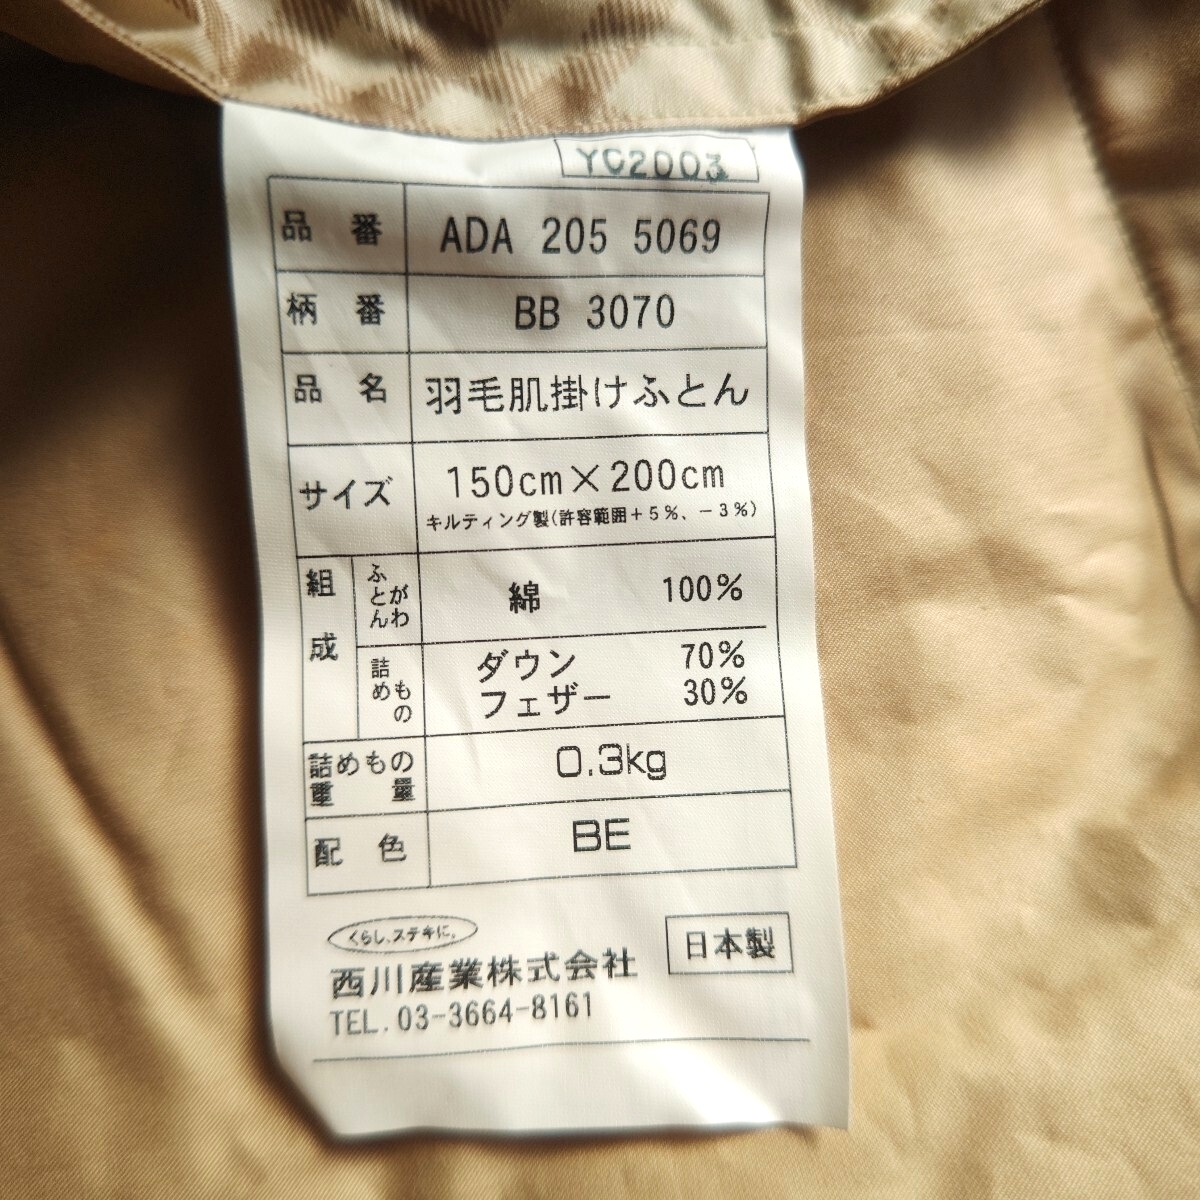 YC2003
品番 ADA 205 5069
柄番 BB 3070
品名 羽毛肌掛けふとん
サイズ 150cm×200cm
キルティング製(許容範囲+5%、-3%)
組成 ふとんがわ 綿 100%
詰めもの ダウン 70%
フェザー 30%
詰めもの重量 0.3kg
配色 BE
くらし、ステキに。
西川産業株式会社 日本製
TEL.03-3664-8161